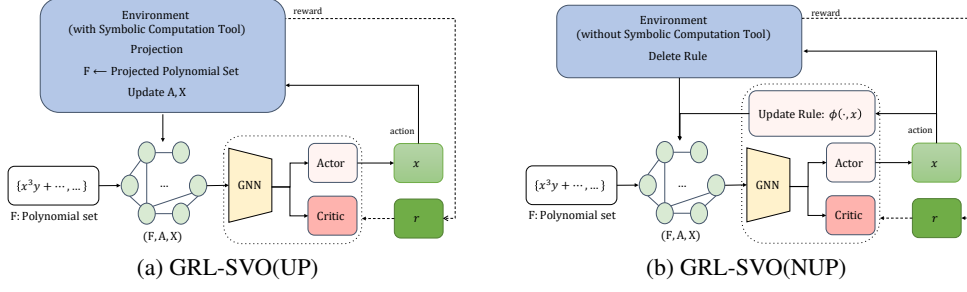 Environment
(with Symbolic Computation Tool)
Projection
F ⟵ Projected Polynomial Set
Update A, X
reward
action
{x³y + ⋯, …}
F: Polynomial set
...
(F, A, X)
GNN
Actor
Critic
x
r
(a) GRL-SVO(UP)
Environment
(without Symbolic Computation Tool)
Delete Rule
reward
Update Rule: ϕ(·, x)
action
{x³y + ⋯, …}
F: Polynomial set
...
(F, A, X)
GNN
Actor
Critic
x
r
(b) GRL-SVO(NUP)